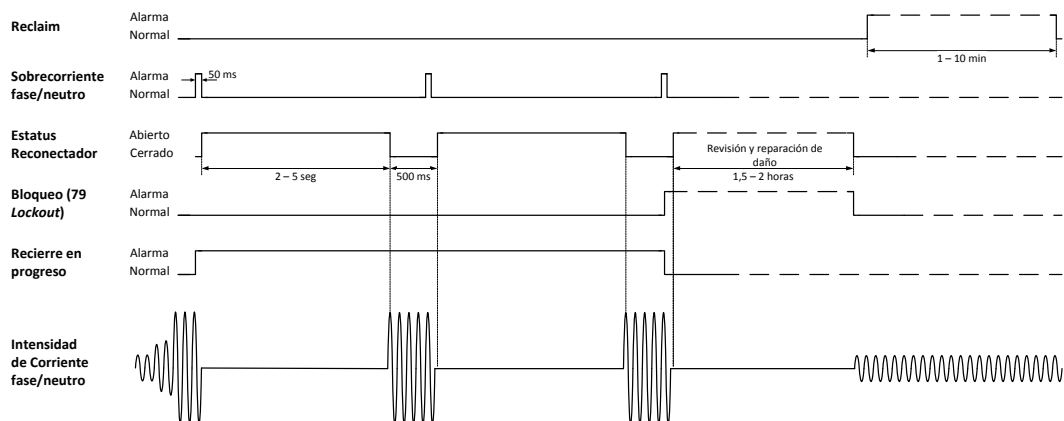 Reclaim
Alarma
Normal
1 – 10 min
Sobrecorriente
fase/neutro
Alarma
Normal
50 ms
Estatus
Reconectador
Abierto
Cerrado
2 – 5 seg
500 ms
Revisión y reparación de
daño
1,5 – 2 horas
Bloqueo (79
Lockout)
Alarma
Normal
Recierre en
progreso
Alarma
Normal
Intensidad
de Corriente
fase/neutro